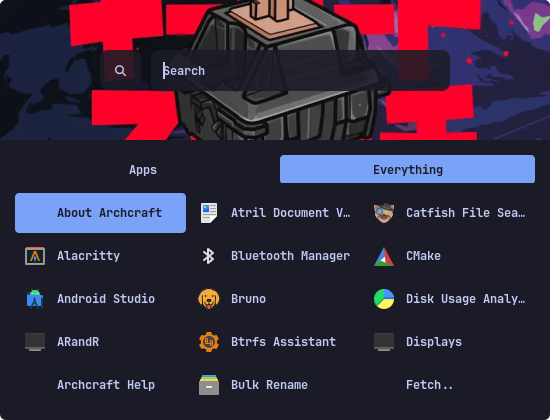 Search
Apps Everything
About Archcraft Atril Document V… Catfish File Sea…
Alacritty Bluetooth Manager CMake
Android Studio Bruno Disk Usage Analy…
ARandR Btrfs Assistant Displays
Archcraft Help Bulk Rename Fetch..